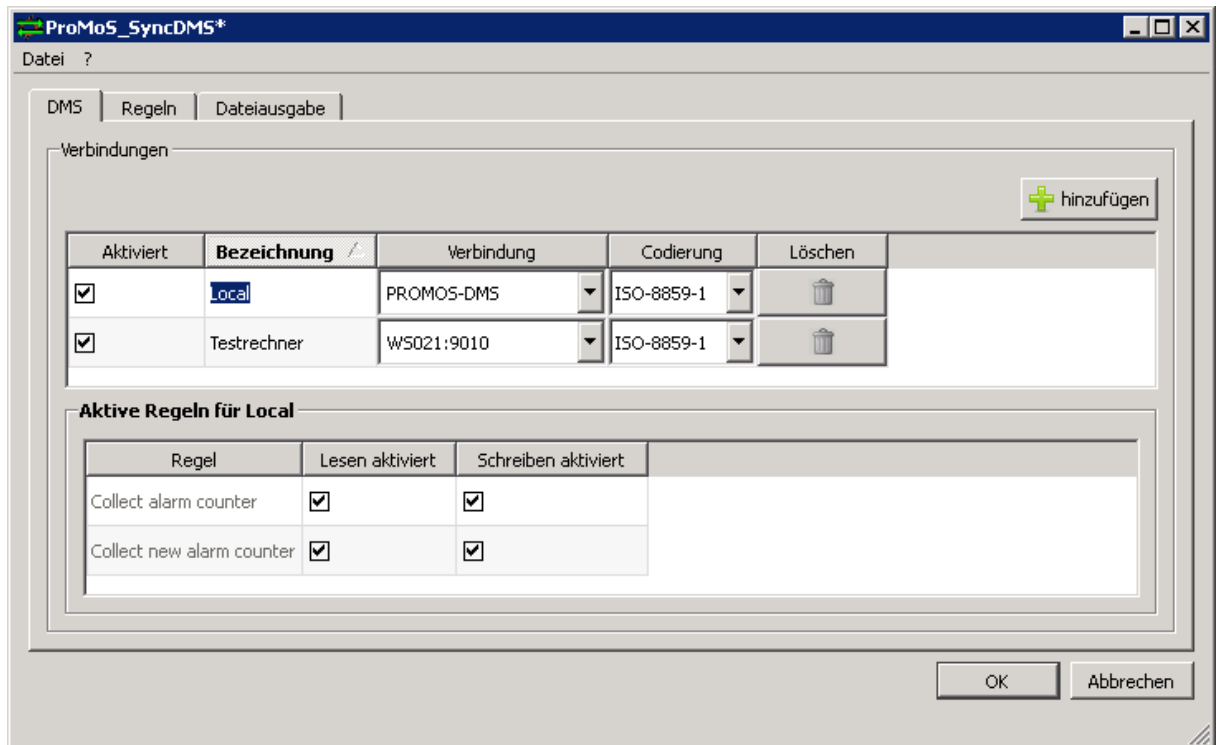 ProMoS_SyncDMS*
Datei ?
DMS Regeln Dateiausgabe
Verbindungen
hinzufügen
Aktiviert Bezeichnung Verbindung Codierung Löschen
Local PROMOS-DMS ISO-8859-1
Testrechner WS021:9010 ISO-8859-1
Aktive Regeln für Local
Regel Lesen aktiviert Schreiben aktiviert
Collect alarm counter
Collect new alarm counter
OK Abbrechen